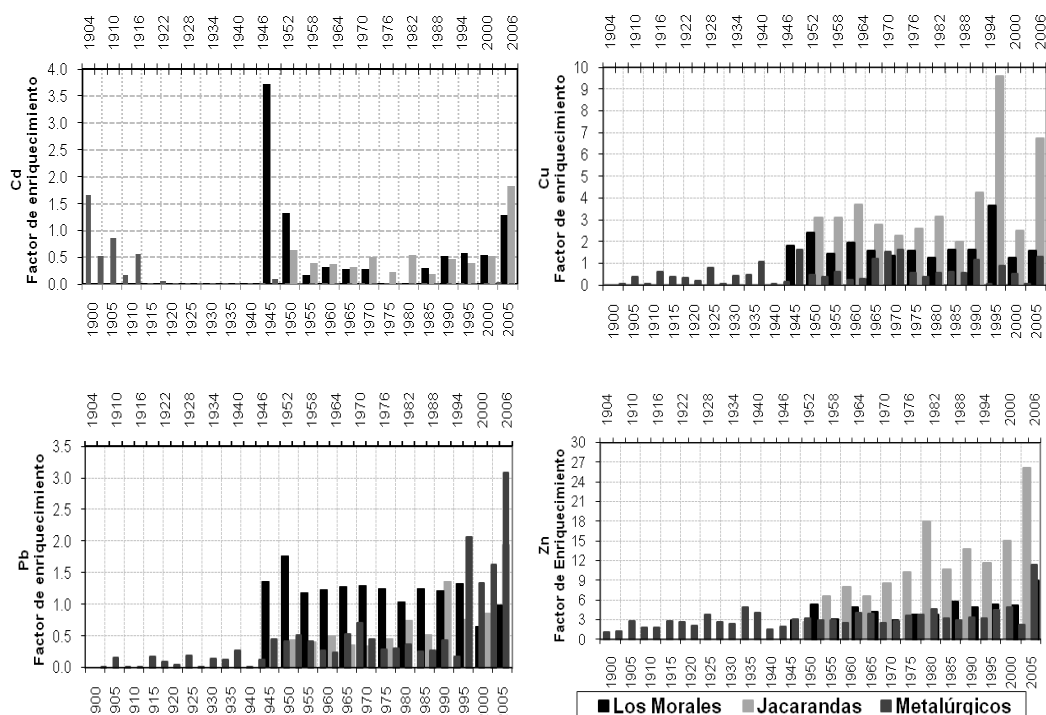 1904 1910 1916 1922 1928 1934 1940 1946 1952 1958 1964 1970 1976 1982 1988 1994 2000 2006
Cd
Factor de enriquecimiento
4.0
3.5
3.0
2.5
2.0
1.5
1.0
0.5
0.0
1900 1905 1910 1915 1920 1925 1930 1935 1940 1945 1950 1955 1960 1965 1970 1975 1980 1985 1990 1995 2000 2005
1904 1910 1916 1922 1928 1934 1940 1946 1952 1958 1964 1970 1976 1982 1988 1994 2000 2006
Cu
Factor de enriquecimiento
10
9
8
7
6
5
4
3
2
1
0
1900 1905 1910 1915 1920 1925 1930 1935 1940 1945 1950 1955 1960 1965 1970 1975 1980 1985 1990 1995 2000 2005
1904 1910 1916 1922 1928 1934 1940 1946 1952 1958 1964 1970 1976 1982 1988 1994 2000 2006
Pb
Factor de enriquecimiento
3.5
3.0
2.5
2.0
1.5
1.0
0.5
0.0
900 905 910 915 920 925 930 935 940 945 950 955 960 965 970 975 980 985 990 995 2000 2005
1904 1910 1916 1922 1928 1934 1940 1946 1952 1958 1964 1970 1976 1982 1988 1994 2000 2006
Zn
Factor de Enriquecimiento
30
27
24
21
18
15
12
9
6
3
0
1900 1905 1910 1915 1920 1925 1930 1935 1940 1945 1950 1955 1960 1965 1970 1975 1980 1985 1990 1995 2000 2005
Los Morales Jacarandas Metalúrgicos